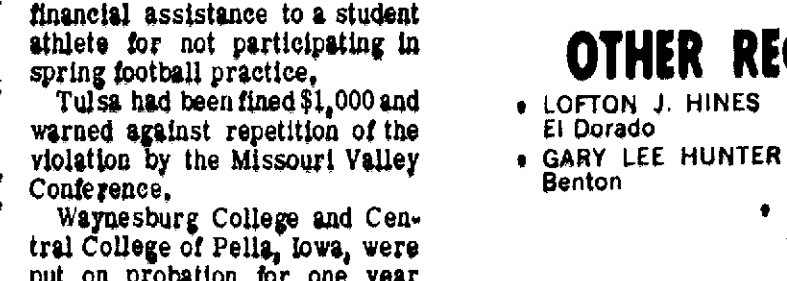 financial assistance to a student
athlete for not participating in
spring football practice.
Tulsa had been fined $1,000 and
warned against repetition of the
violation by the Missouri Valley
Conference.
Waynesburg College and Cen-
tral College of Pella, Iowa, were
put on probation for one year
OTHER RE
• LOFTON J. HINES
El Dorado
• GARY LEE HUNTER
Benton
•